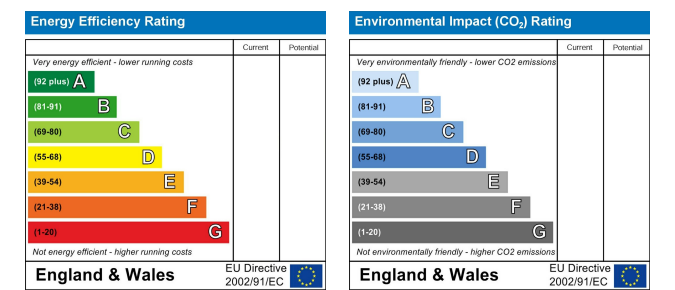 Energy Efficiency Rating
Current Potential
Very energy efficient - lower running costs
(92 plus) A
(81-91) B
(69-80) C
(55-68) D
(39-54) E
(21-38) F
(1-20) G
Not energy efficient - higher running costs
England & Wales
EU Directive
2002/91/EC
Environmental Impact (CO₂) Rating
Current Potential
Very environmentally friendly - lower CO2 emissions
(92 plus) A
(81-91) B
(69-80) C
(55-68) D
(39-54) E
(21-38) F
(1-20) G
Not environmentally friendly - higher CO2 emissions
England & Wales
EU Directive
2002/91/EC